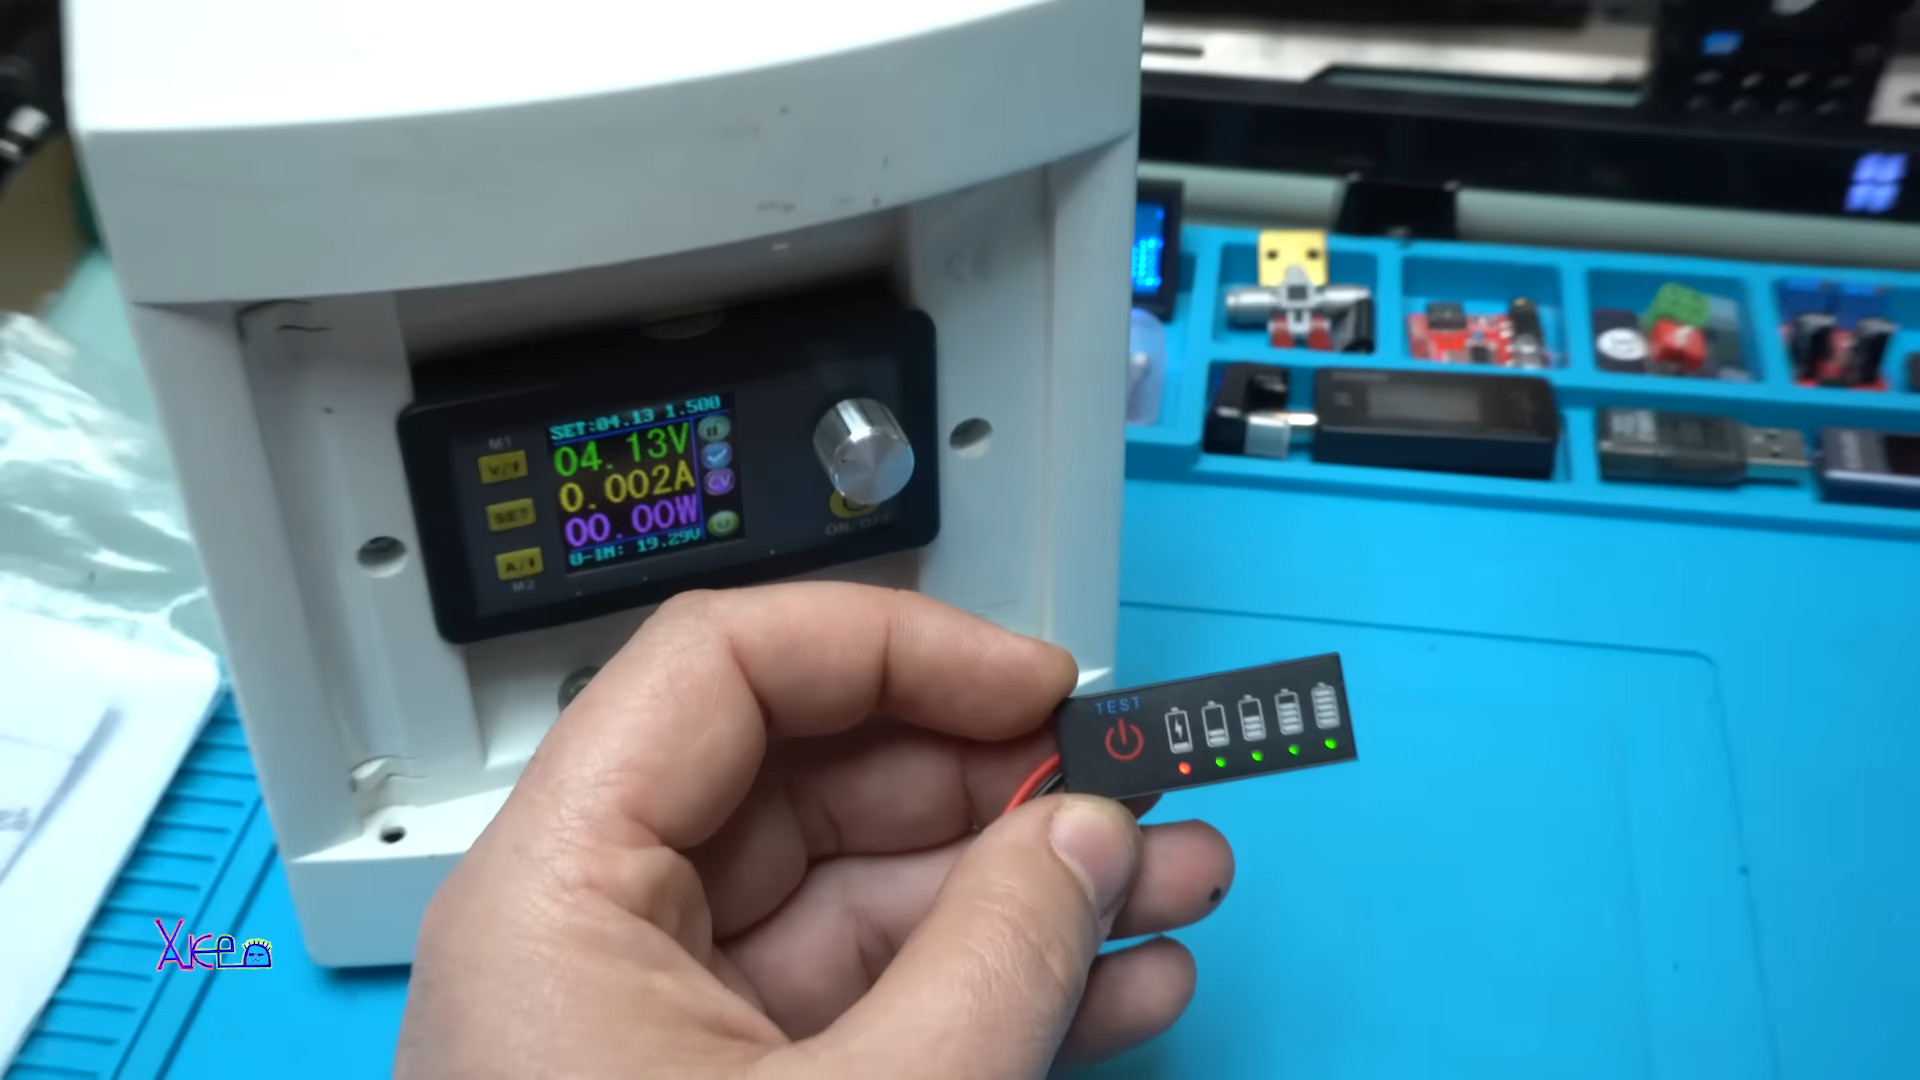 SET:04.13 1.500
04.13V
0.002A
00.00W
U-IN: 19.29V
CV
M1
V/⬆
SET
A/⬇
M2
ON/OFF
TEST
CE